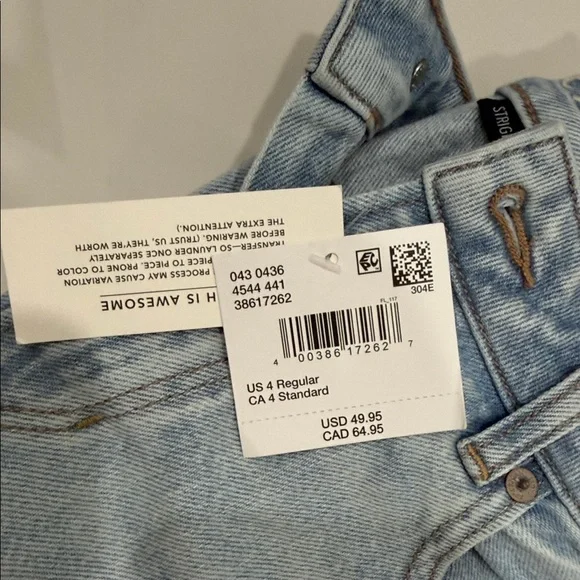 STRIG
H IS AWESOME
PROCESS MAY CAUSE VARIATION
PIECE TO PIECE. PRONE TO COLOR
TRANSFER—SO LAUNDER ONCE SEPARATELY
BEFORE WEARING. TRUST US, THEY'RE WORTH
THE EXTRA ATTENTION.)
043 0436
4544 441
38617262
304E
FL_117
4 00386 17262 7
US 4 Regular
CA 4 Standard
USD 49.95
CAD 64.95